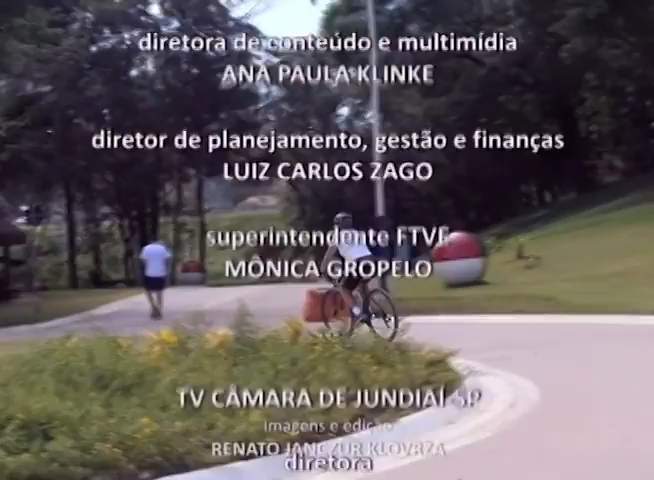 diretora de conteúdo e multimídia
ANA PAULA KLINKE
diretor de planejamento, gestão e finanças
LUIZ CARLOS ZAGO
superintendente FTVE
MÔNICA GROPELO
TV CÂMARA DE JUNDIAÍ SP
imagens e edição
RENATO
diretora